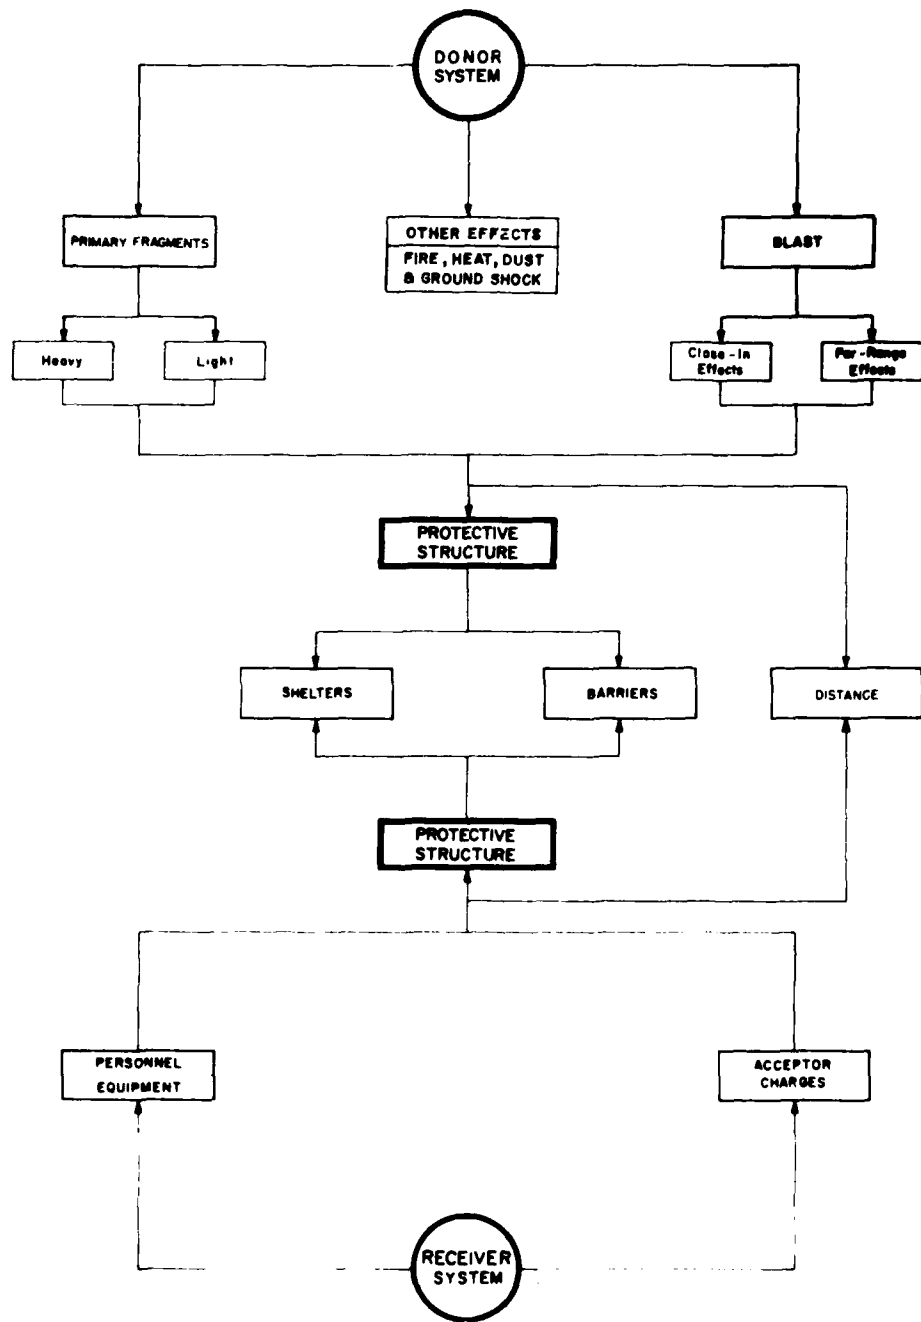 DONOR
SYSTEM
PRIMARY FRAGMENTS
OTHER EFFECTS
FIRE, HEAT, DUST
& GROUND SHOCK
BLAST
Heavy
Light
Close-In
Effects
Far-Range
Effects
PROTECTIVE
STRUCTURE
SHELTERS
BARRIERS
DISTANCE
PROTECTIVE
STRUCTURE
PERSONNEL
EQUIPMENT
ACCEPTOR
CHARGES
RECEIVER
SYSTEM